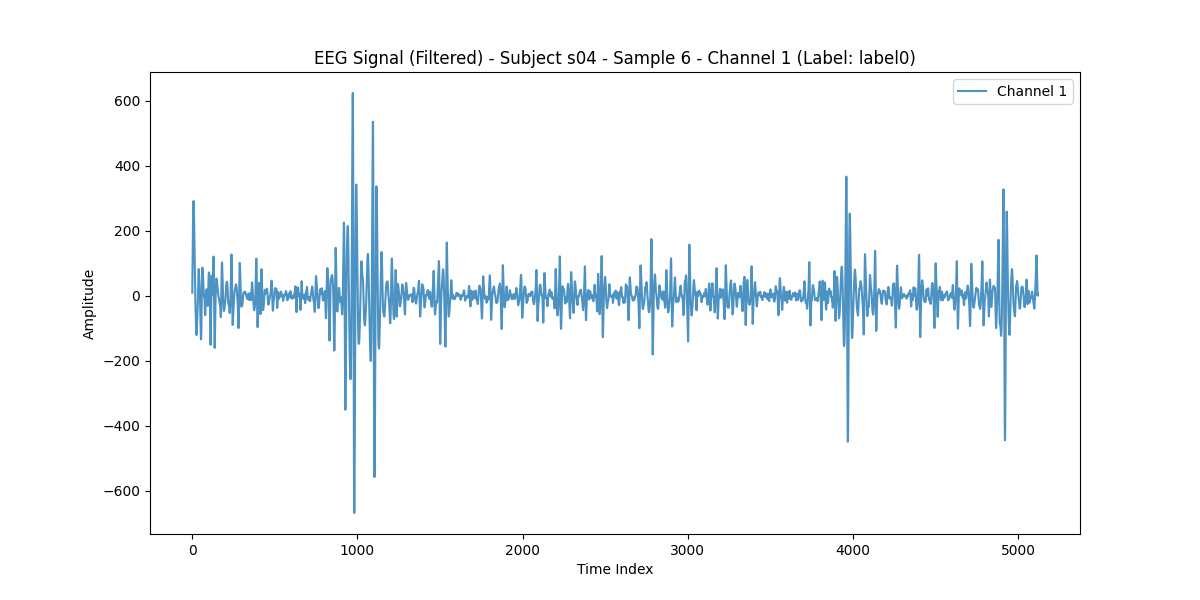 EEG Signal (Filtered) - Subject s04 - Sample 6 - Channel 1 (Label: label0)
Channel 1
600
400
200
0
−200
−400
−600
Amplitude
0 1000 2000 3000 4000 5000
Time Index